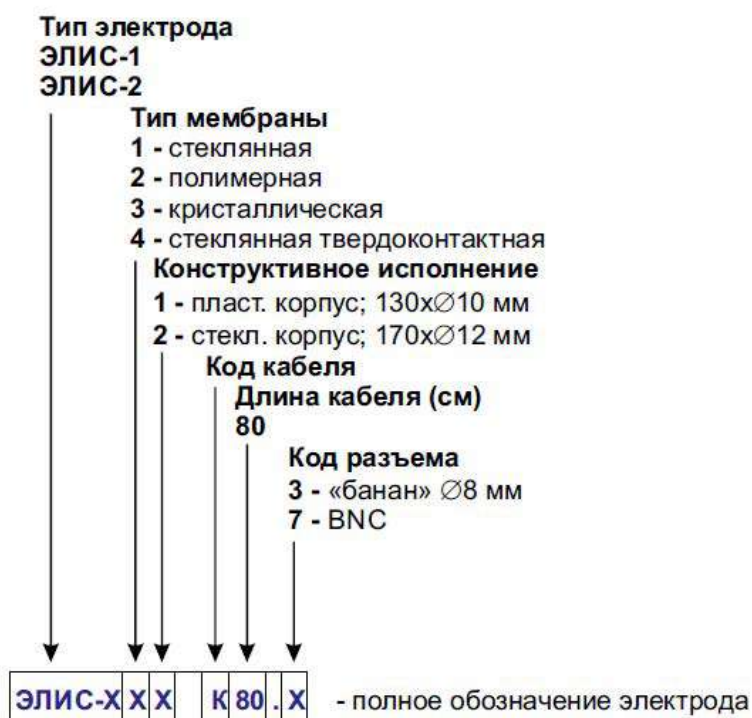 Тип электрода
ЭЛИС-1
ЭЛИС-2
Тип мембраны
1 - стеклянная
2 - полимерная
3 - кристаллическая
4 - стеклянная твердоконтактная
Конструктивное исполнение
1 - пласт. корпус; 130х∅10 мм
2 - стекл. корпус; 170х∅12 мм
Код кабеля
Длина кабеля (см)
80
Код разъема
3 - «банан» ∅8 мм
7 - BNC
ЭЛИС-Х Х Х К 80 . Х - полное обозначение электрода